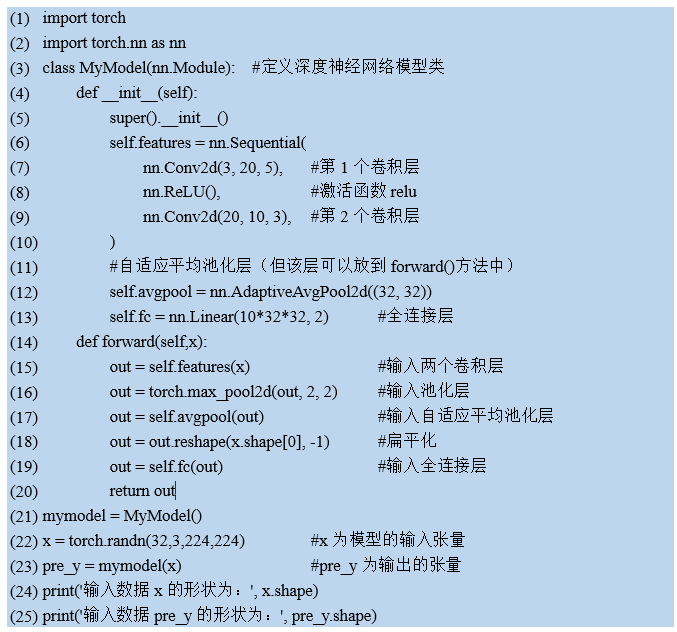 (1) import torch
(2) import torch.nn as nn
(3) class MyModel(nn.Module): #定义深度神经网络模型类
(4) def __init__(self):
(5) super().__init__()
(6) self.features = nn.Sequential(
(7) nn.Conv2d(3, 20, 5), #第 1 个卷积层
(8) nn.ReLU(), #激活函数 relu
(9) nn.Conv2d(20, 10, 3), #第 2 个卷积层
(10) )
(11) #自适应平均池化层（但该层可以放到 forward()方法中）
(12) self.avgpool = nn.AdaptiveAvgPool2d((32, 32))
(13) self.fc = nn.Linear(10*32*32, 2) #全连接层
(14) def forward(self,x):
(15) out = self.features(x) #输入两个卷积层
(16) out = torch.max_pool2d(out, 2, 2) #输入池化层
(17) out = self.avgpool(out) #输入自适应平均池化层
(18) out = out.reshape(x.shape[0], -1) #扁平化
(19) out = self.fc(out) #输入全连接层
(20) return out
(21) mymodel = MyModel()
(22) x = torch.randn(32,3,224,224) #x 为模型的输入张量
(23) pre_y = mymodel(x) #pre_y 为输出的张量
(24) print('输入数据 x 的形状为：', x.shape)
(25) print('输入数据 pre_y 的形状为：', pre_y.shape)